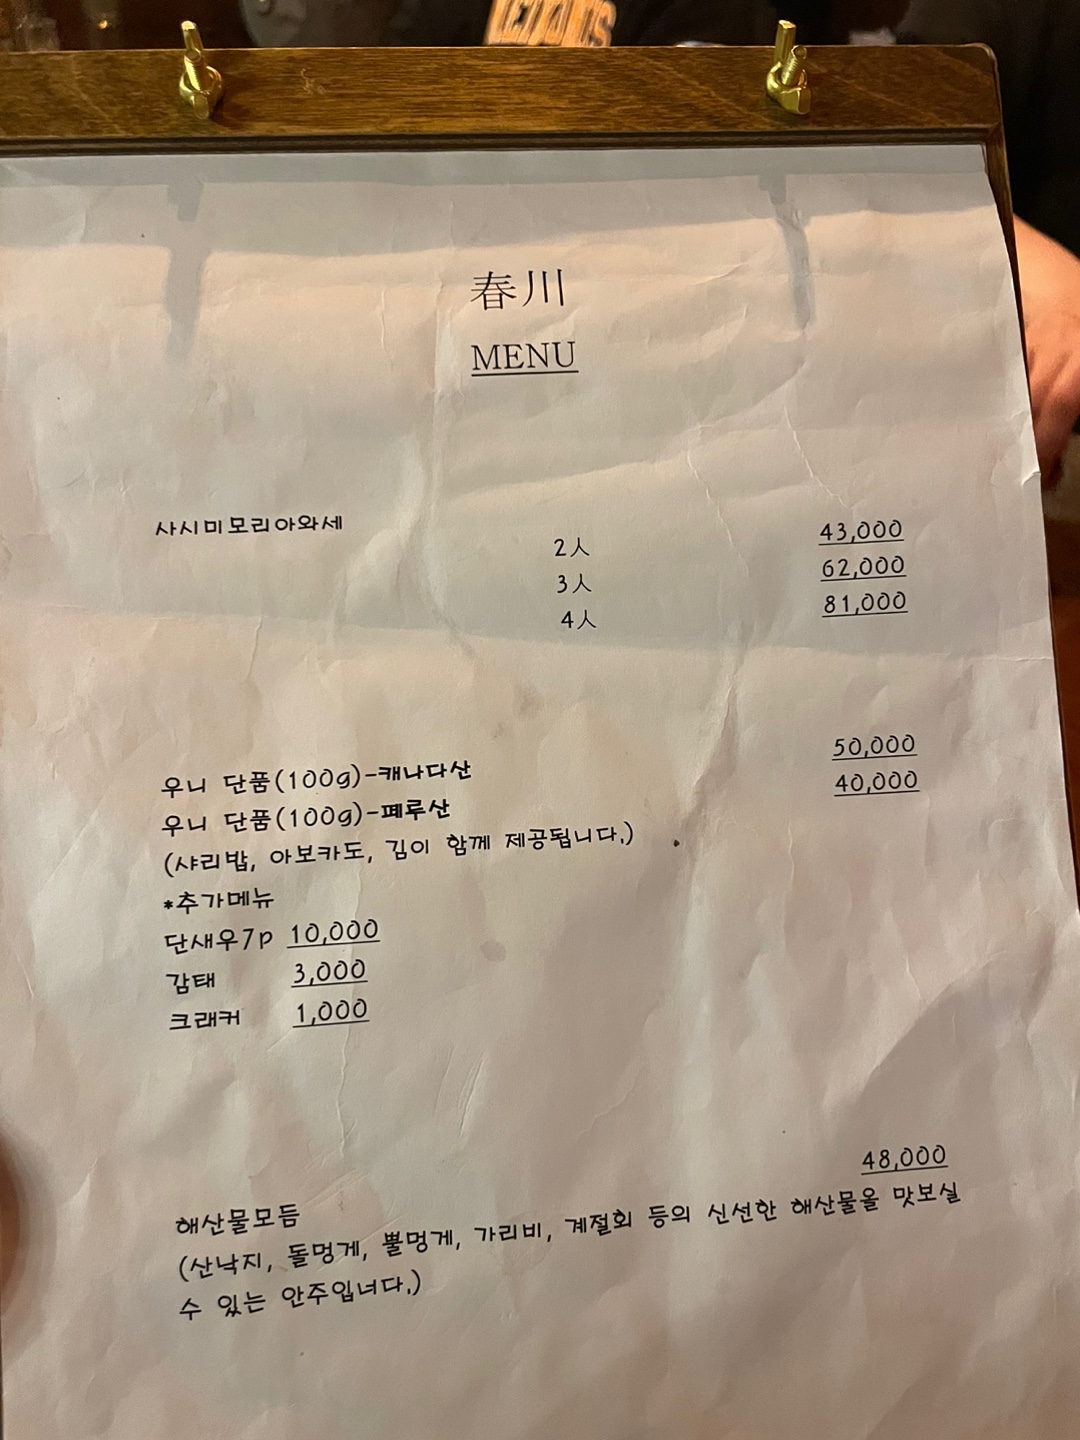 春川
MENU
사시미모리아와세
2人 43,000
3人 62,000
4人 81,000
우니 단품(100g)-캐나다산 50,000
우니 단품(100g)-페루산 40,000
(샤리밥, 아보카도, 김이 함께 제공됩니다.)
*추가메뉴
단새우7P 10,000
감태 3,000
크래커 1,000
해산물모듬 48,000
(산낙지, 돌멍게, 뿔멍게, 가리비, 계절회 등의 신선한 해산물을 맛보실
수 있는 안주입녀다.)